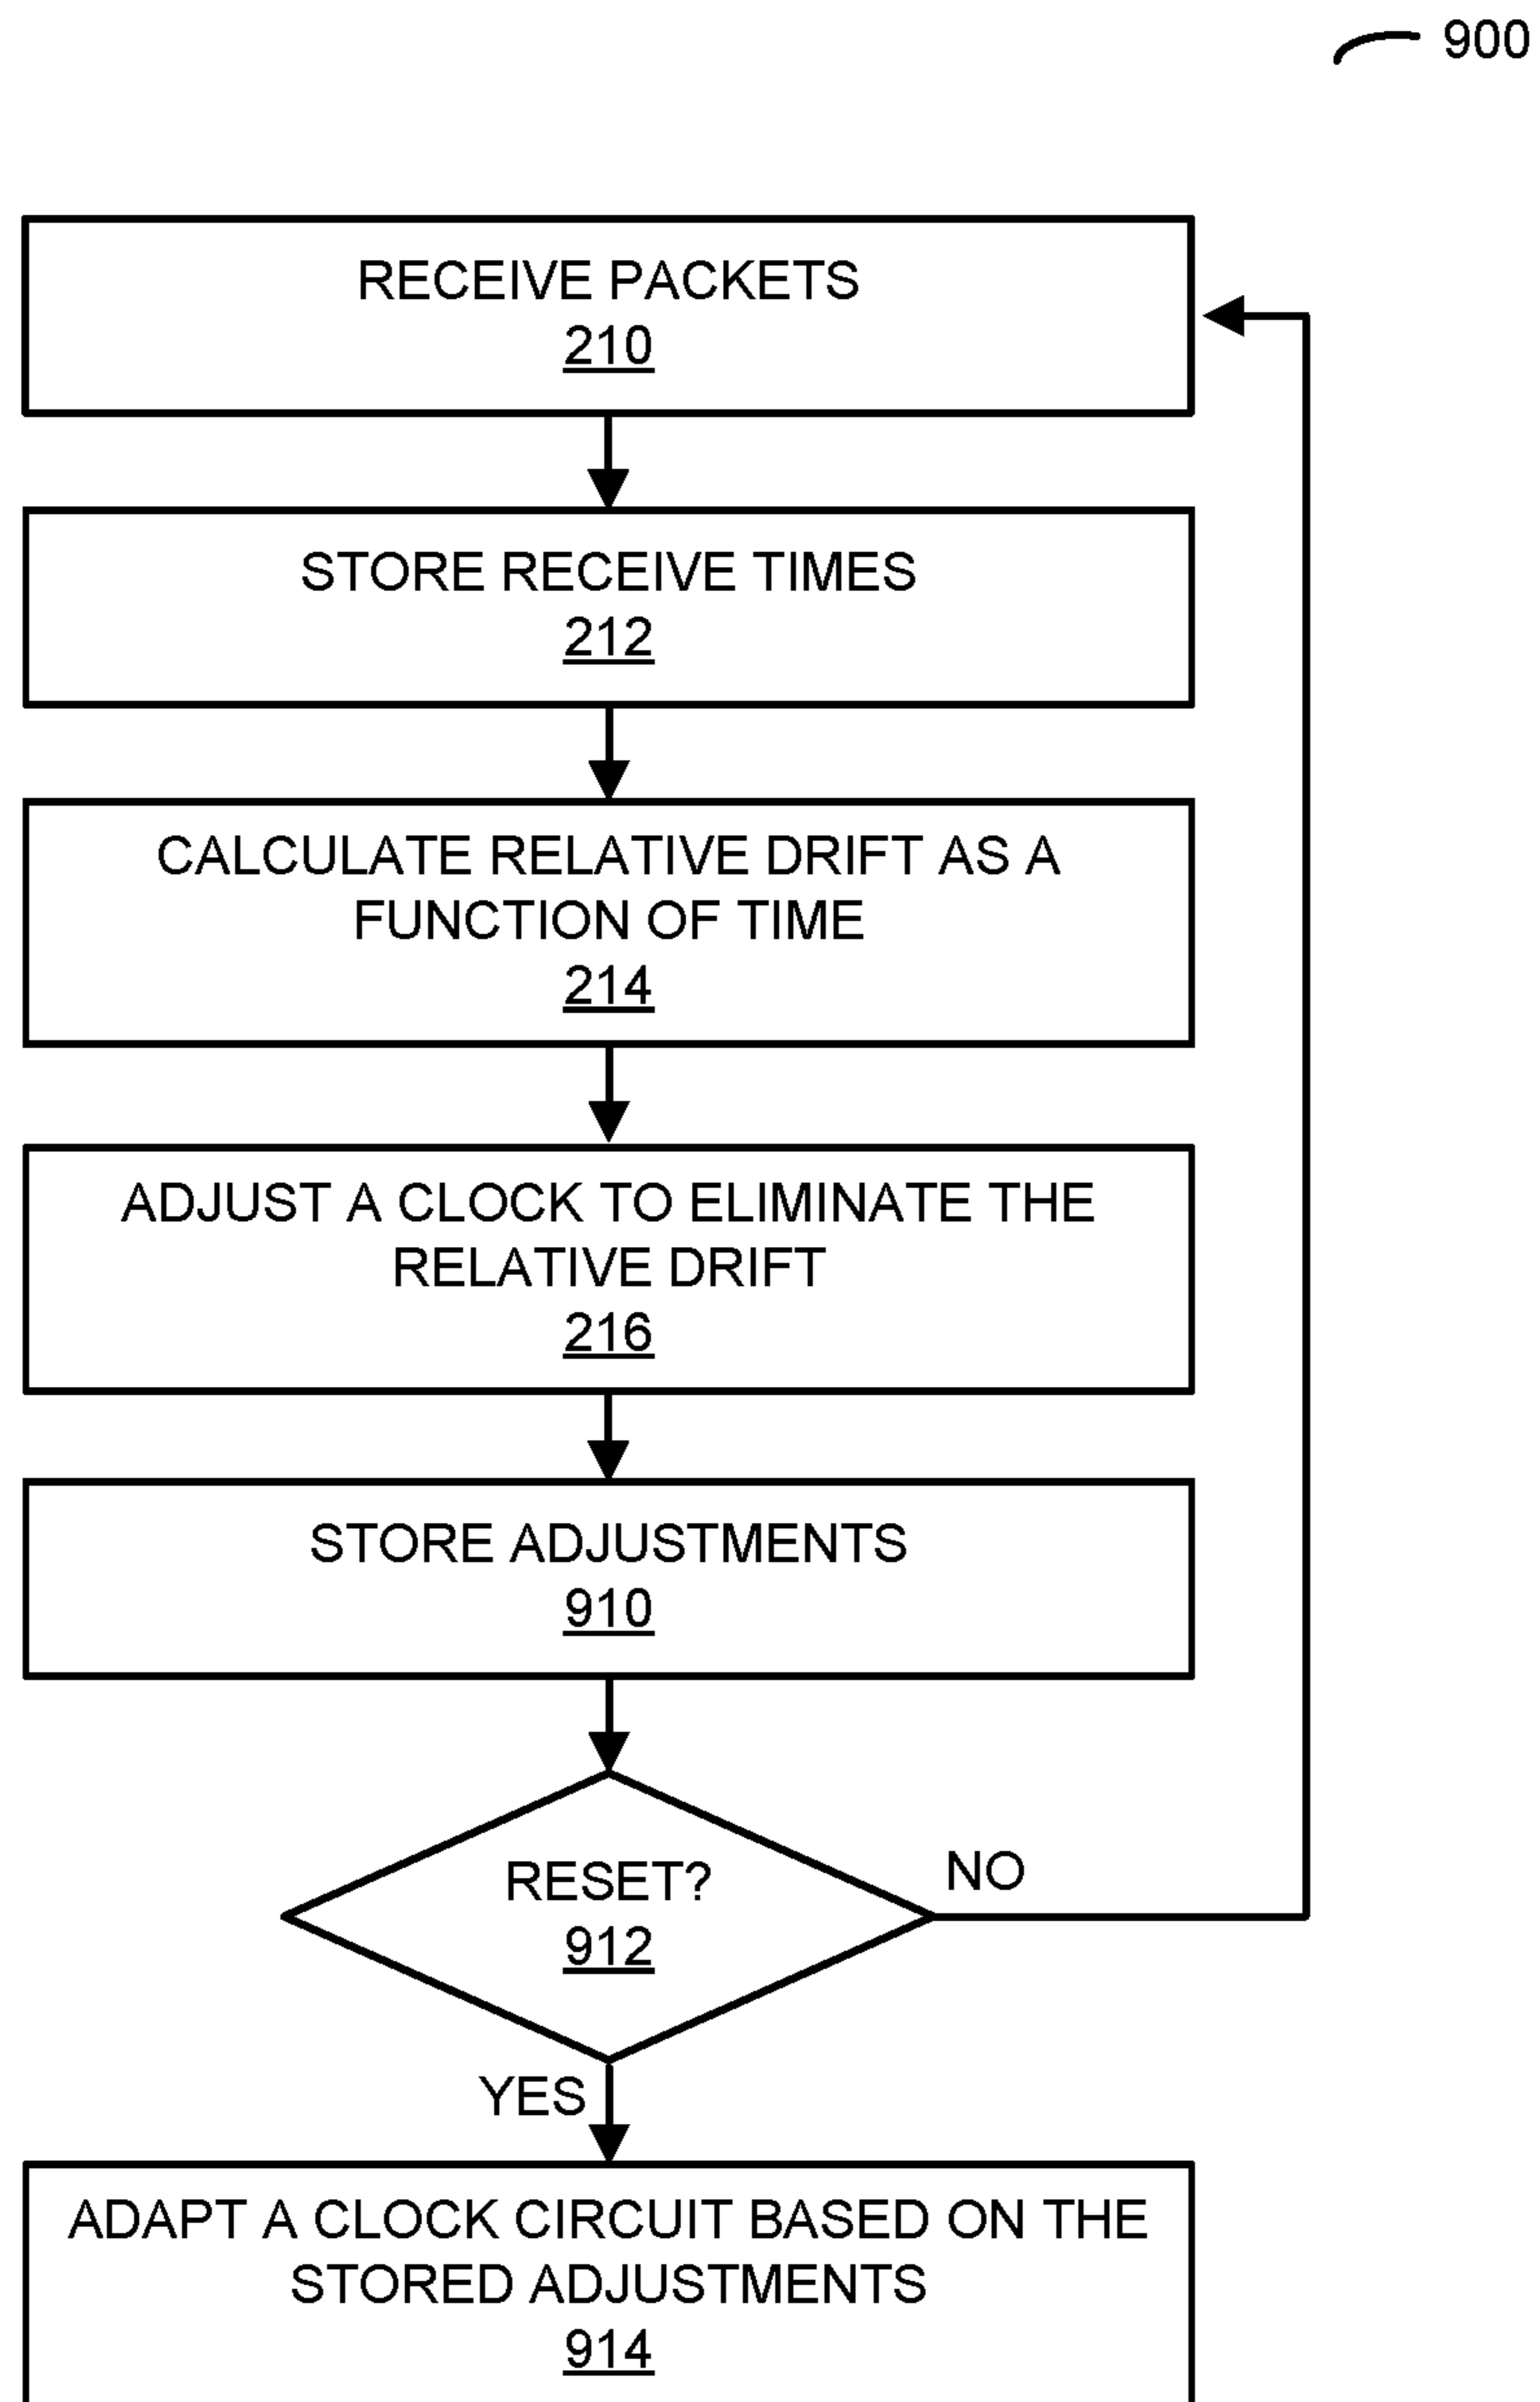 900
RECEIVE PACKETS
210
STORE RECEIVE TIMES
212
CALCULATE RELATIVE DRIFT AS A
FUNCTION OF TIME
214
ADJUST A CLOCK TO ELIMINATE THE
RELATIVE DRIFT
216
STORE ADJUSTMENTS
910
RESET?
912
NO
YES
ADAPT A CLOCK CIRCUIT BASED ON THE
STORED ADJUSTMENTS
914